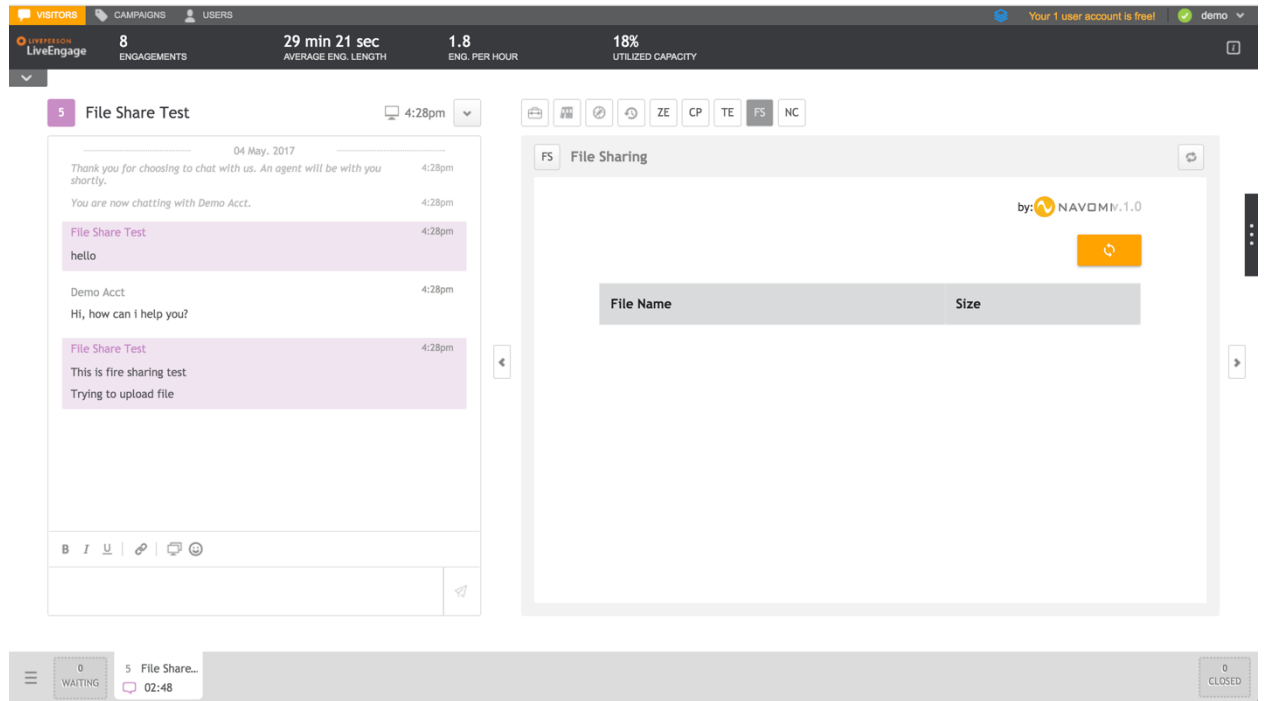 VISITORS CAMPAIGNS USERS Your 1 user account is free! demo
LIVEPERSON
LiveEngage
8 29 min 21 sec 1.8 18%
ENGAGEMENTS AVERAGE ENG. LENGTH ENG. PER HOUR UTILIZED CAPACITY
5 File Share Test 4:28pm
04 May. 2017
Thank you for choosing to chat with us. An agent will be with you 4:28pm
shortly.
You are now chatting with Demo Acct. 4:28pm
File Share Test 4:28pm
hello
Demo Acct 4:28pm
Hi, how can i help you?
File Share Test 4:28pm
This is fire sharing test
Trying to upload file
B I U
ZE CP TE FS NC
FS File Sharing
by: NAVOMI v.1.0
File Name Size
0 5 File Share...
WAITING 02:48
0
CLOSED